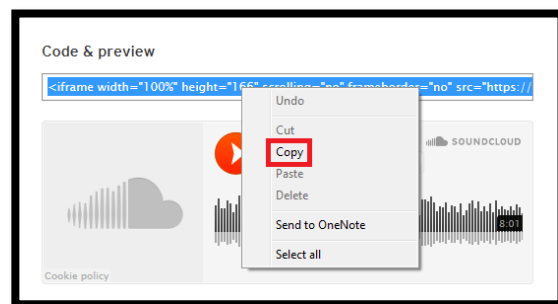 Code & preview
<iframe width="100%" height="166" scrolling="no" frameborder="no" src="https://
Undo
Cut
Copy
Paste
Delete
Send to OneNote
Select all
SOUNDCLOUD
8:01
Cookie policy